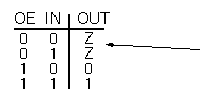 OE IN OUT
0 0 Z
0 1 Z
1 0 0
1 1 1